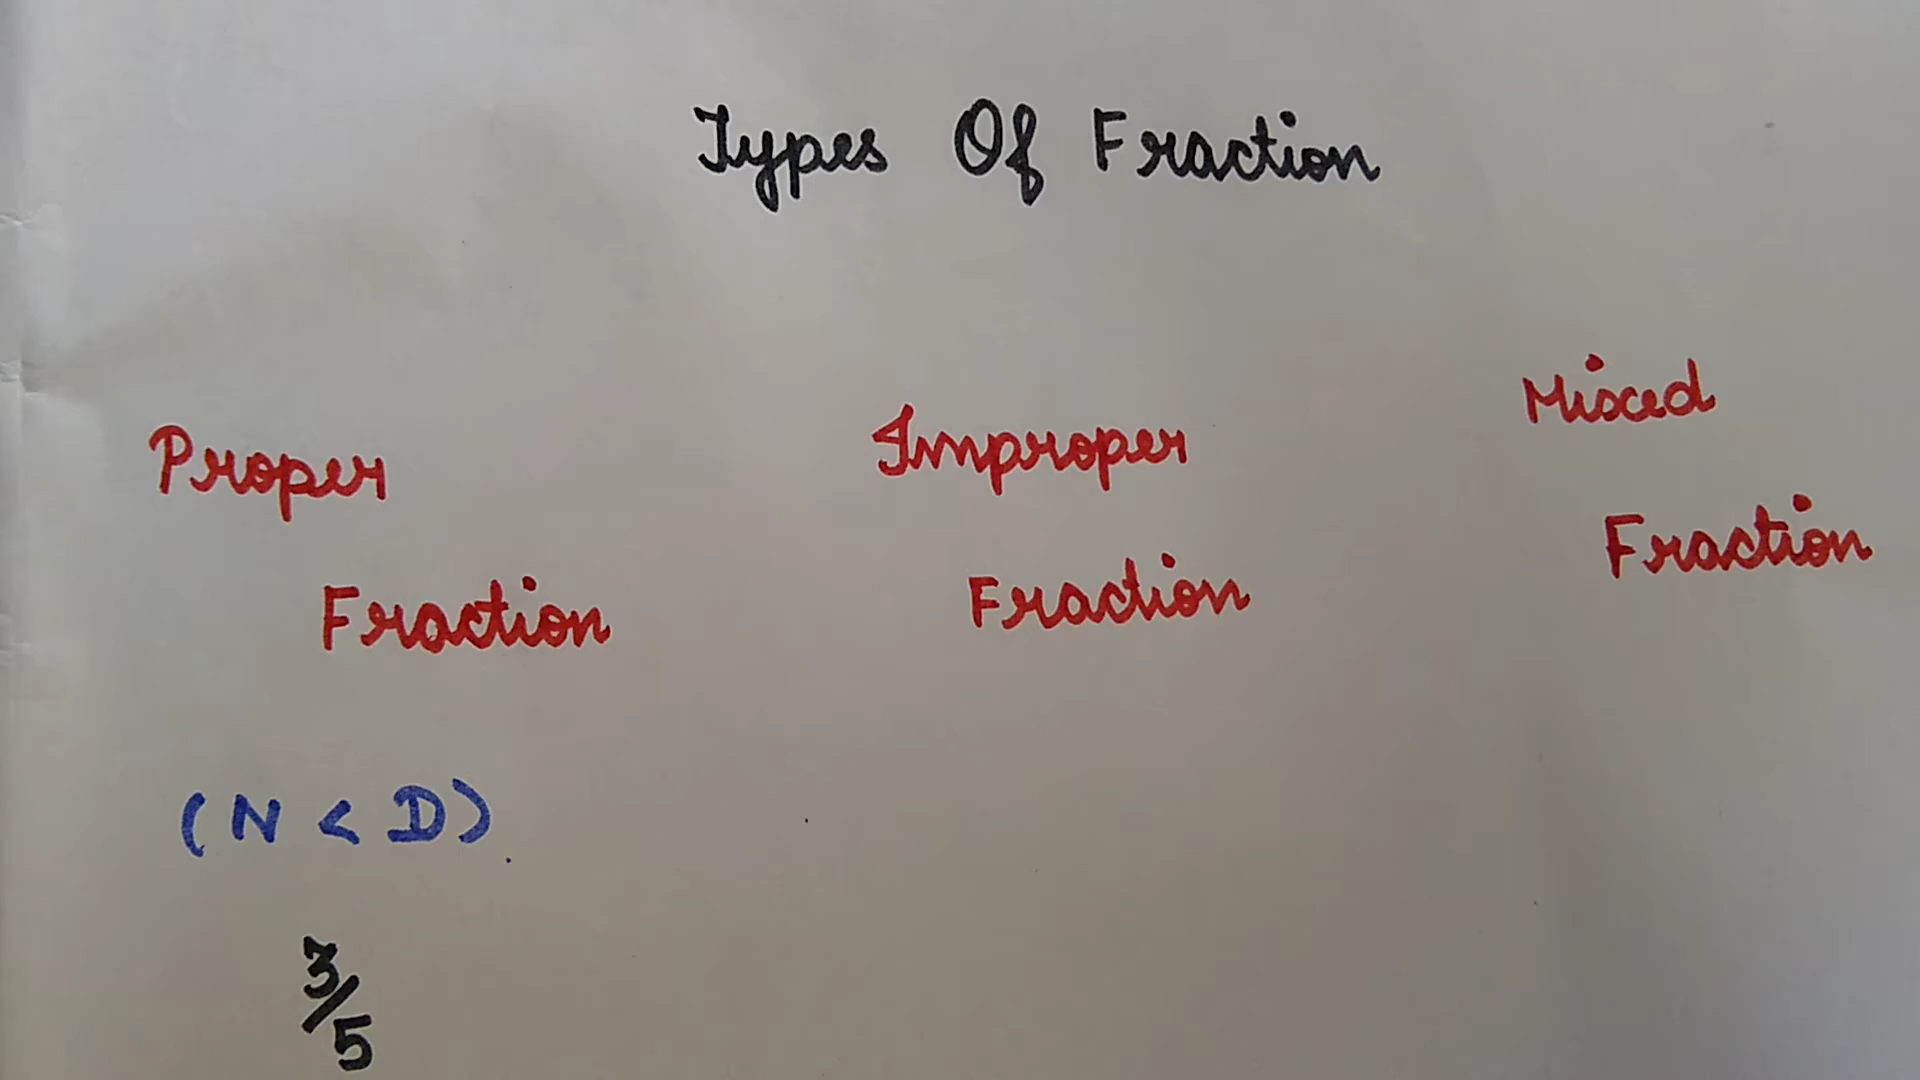 Types Of Fraction
Proper
Fraction
Improper
Fraction
Mixed
Fraction
(N < D)
3/5